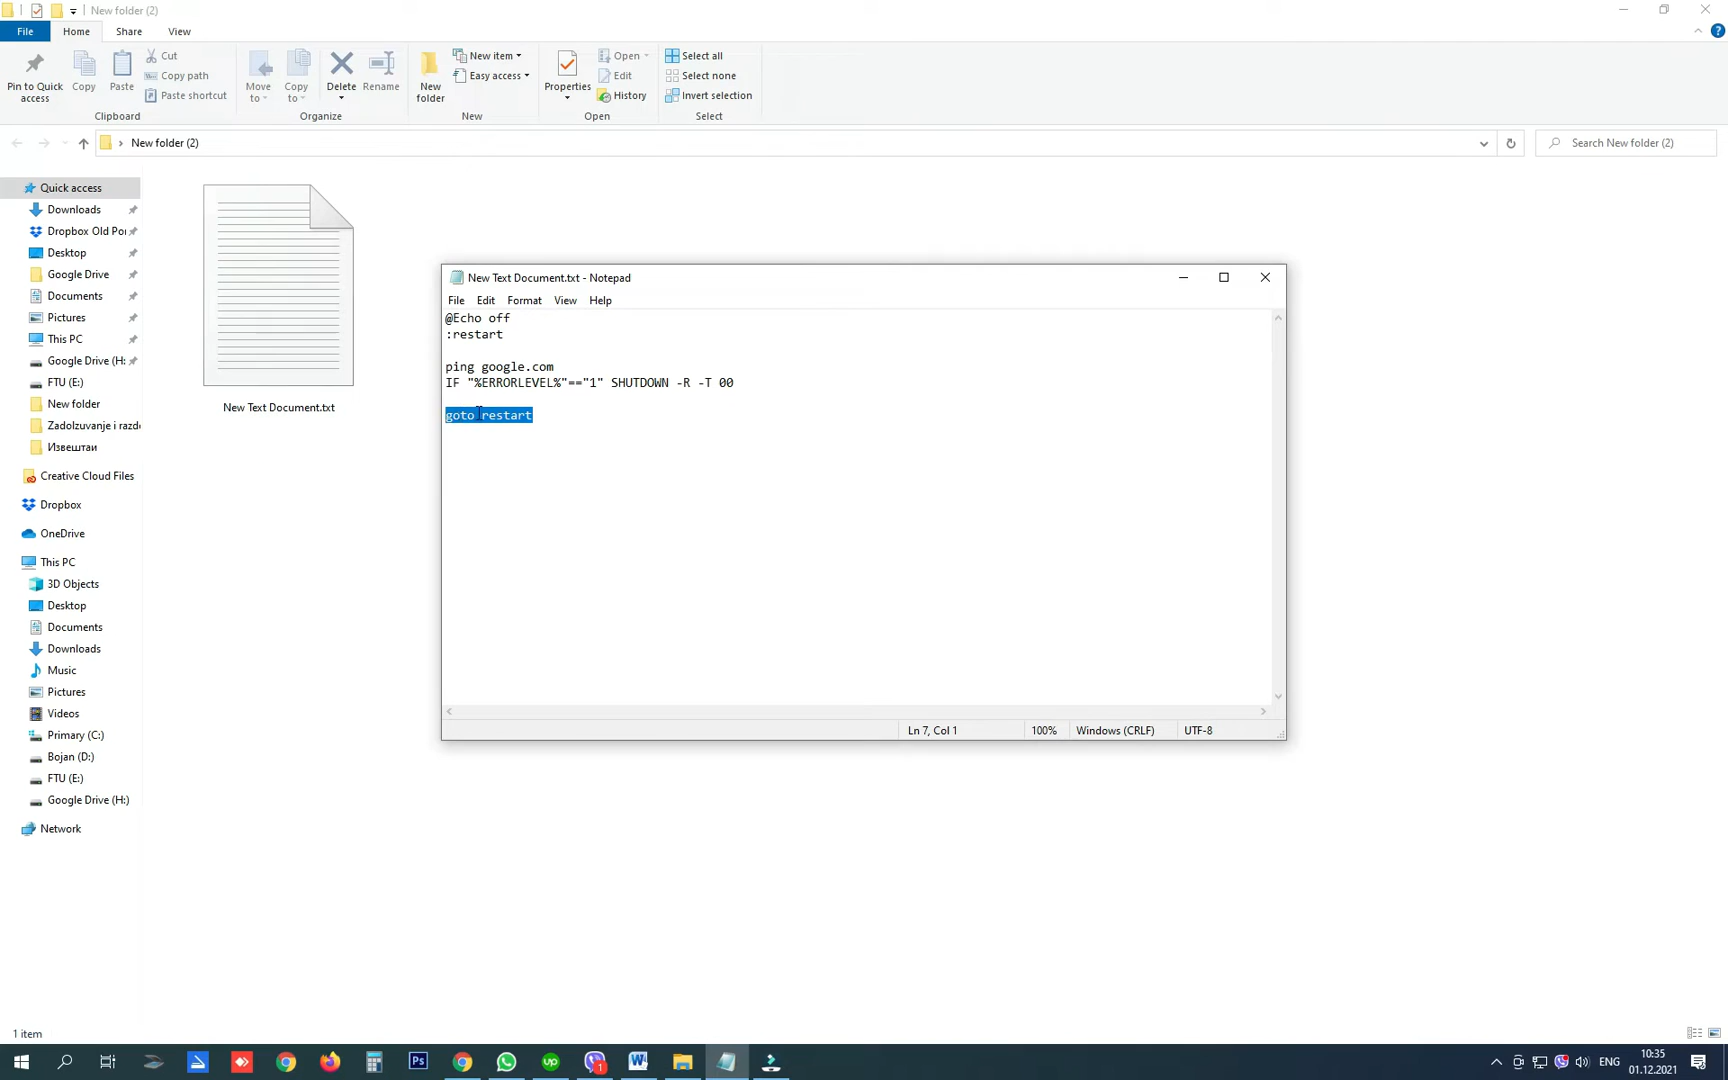 New folder (2)
File
Home
Share
View
Pin to Quick access
Copy
Paste
Cut
Copy path
Paste shortcut
Clipboard
Move to
Copy to
Delete
Rename
Organize
New folder
New item
Easy access
New
Properties
Open
Edit
History
Open
Select all
Select none
Invert selection
Select
New folder (2)
Search New folder (2)
Quick access
Downloads
Dropbox Old Por
Desktop
Google Drive
Documents
Pictures
This PC
Google Drive (H:
FTU (E:)
New folder
Zadolzuvanje i razd
Извештаи
Creative Cloud Files
Dropbox
OneDrive
This PC
3D Objects
Desktop
Documents
Downloads
Music
Pictures
Videos
Primary (C:)
Bojan (D:)
FTU (E:)
Google Drive (H:)
Network
New Text Document.txt
New Text Document.txt - Notepad
File
Edit
Format
View
Help
@Echo off
:restart
ping google.com
IF "%ERRORLEVEL%"=="1" SHUTDOWN -R -T 00
goto restart
Ln 7, Col 1
100%
Windows (CRLF)
UTF-8
1 item
Ps
up
1
W
ENG
10:35
01.12.2021